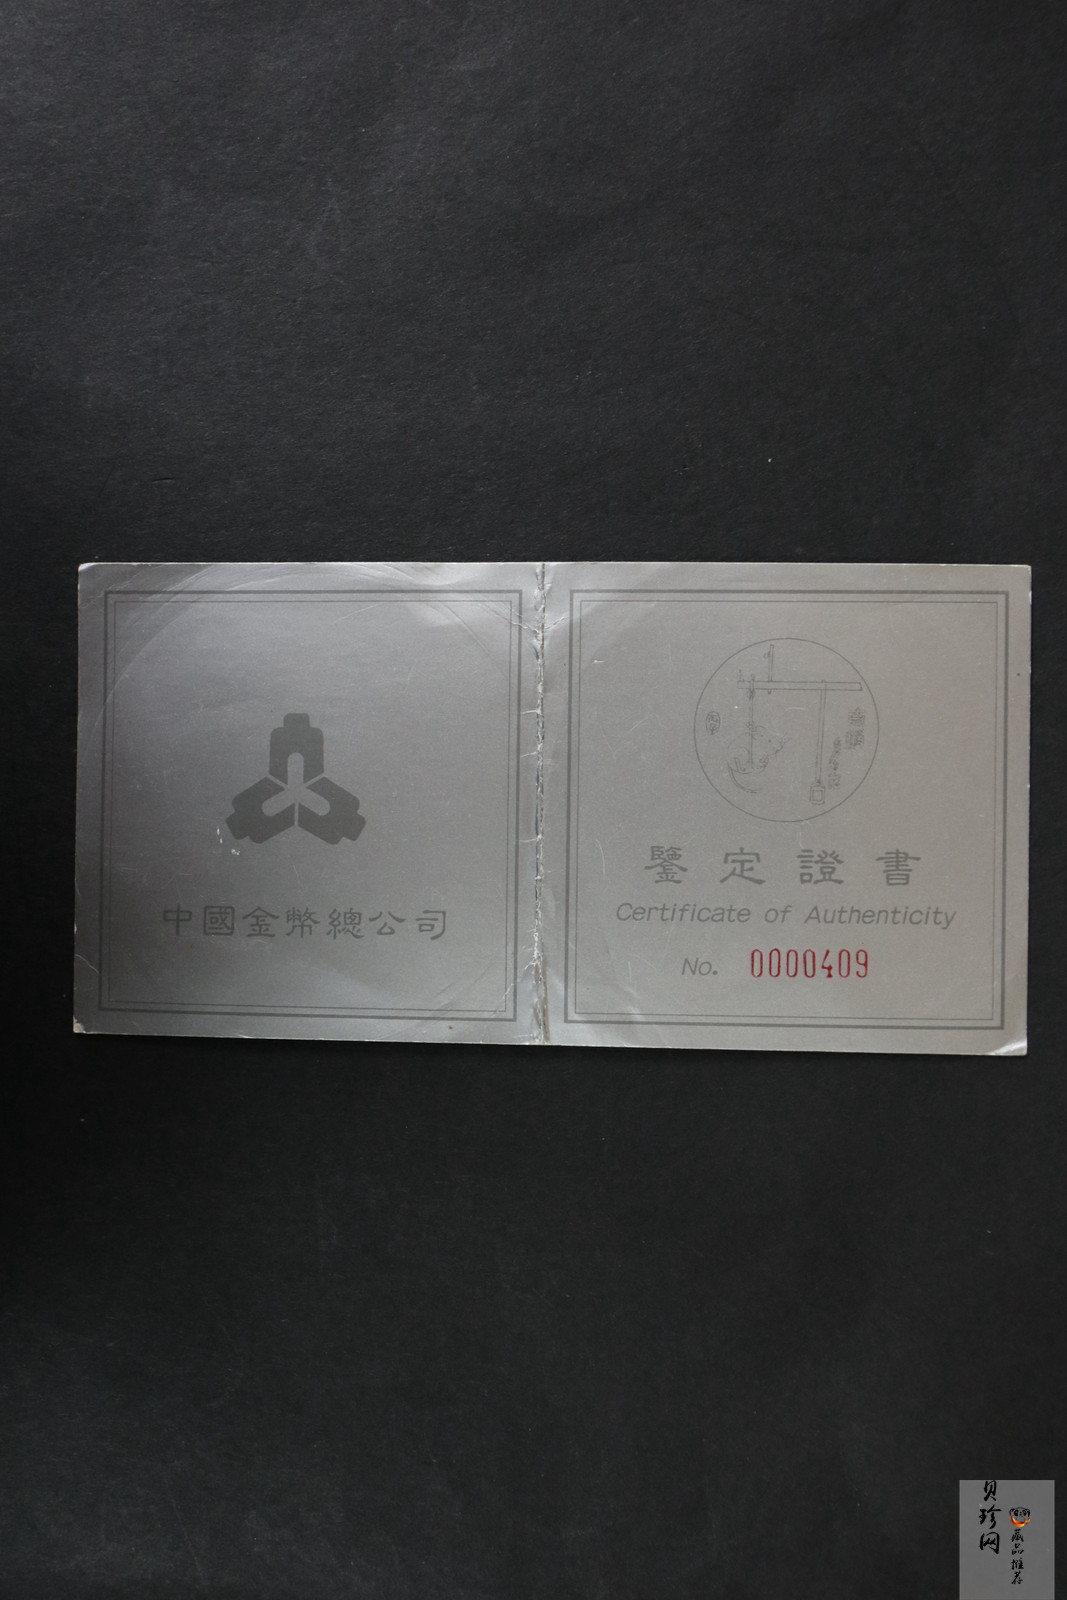 中國金幣總公司
鑒定證書
Certificate of Authenticity
No. 0000409
贝珍网
藏品推荐